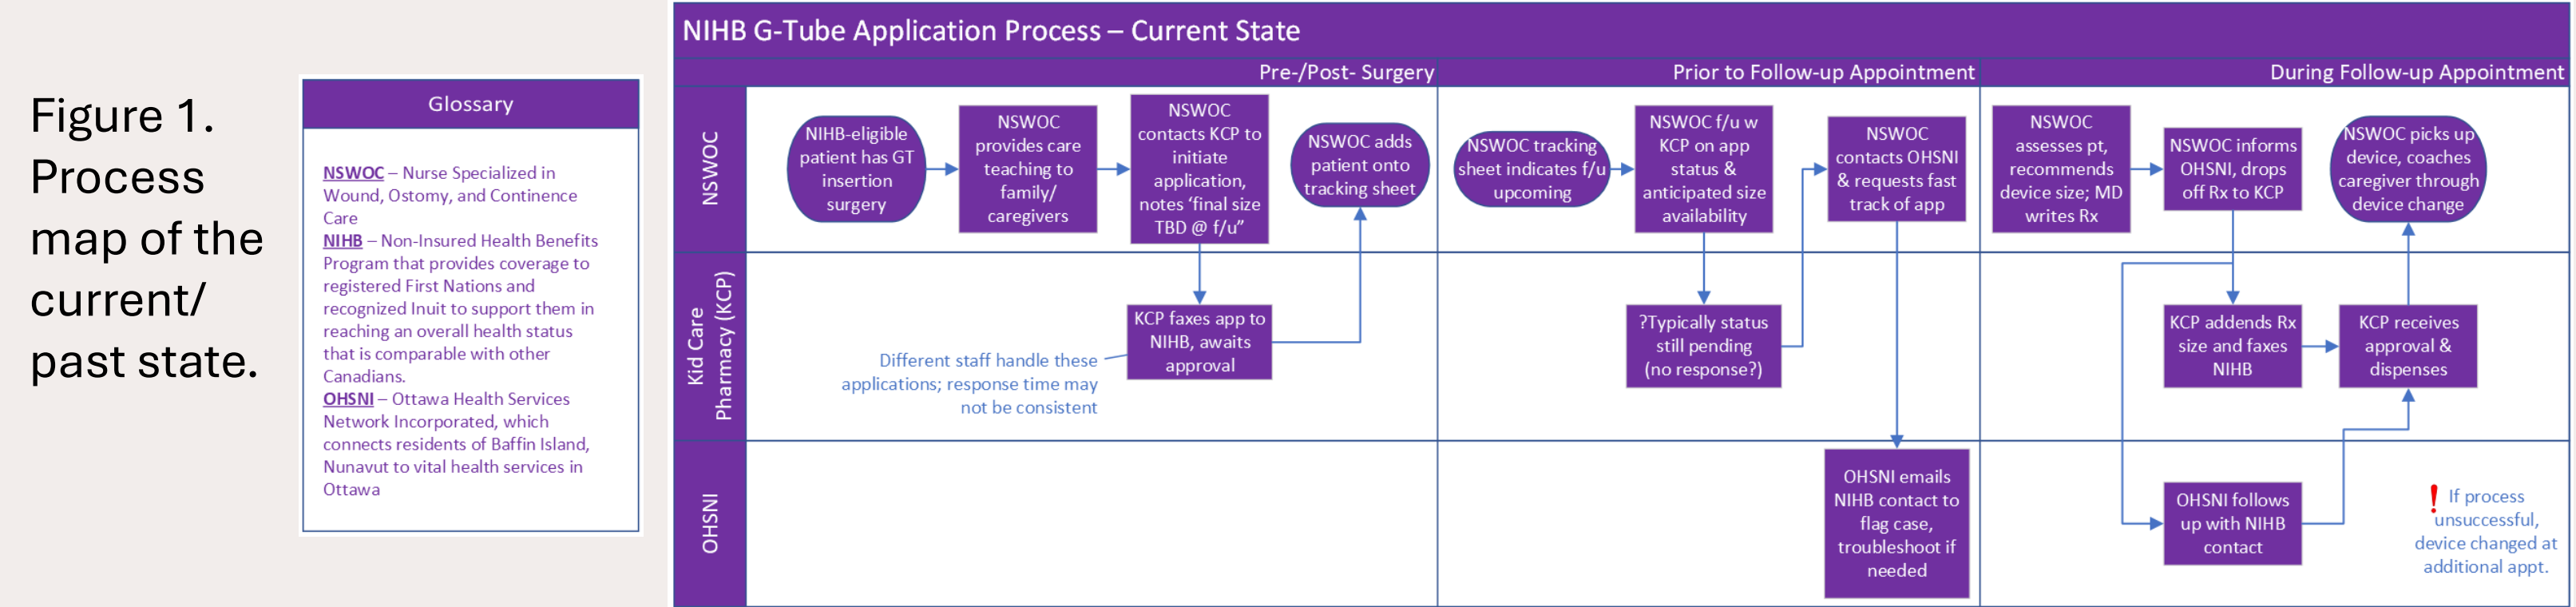 Figure 1.
Process
map of the
current/
past state.
Glossary
NSWOC – Nurse Specialized in
Wound, Ostomy, and Continence
Care
NIHB – Non-Insured Health Benefits
Program that provides coverage to
registered First Nations and
recognized Inuit to support them in
reaching an overall health status
that is comparable with other
Canadians.
OHSNI – Ottawa Health Services
Network Incorporated, which
connects residents of Baffin Island,
Nunavut to vital health services in
Ottawa
NIHB G-Tube Application Process – Current State
Pre-/Post- Surgery
Prior to Follow-up Appointment
During Follow-up Appointment
NSWOC
NIHB-eligible
patient has GT
insertion
surgery
NSWOC
provides care
teaching to
family/
caregivers
NSWOC
contacts KCP to
initiate
application,
notes ‘final size
TBD @ f/u”
NSWOC adds
patient onto
tracking sheet
NSWOC tracking
sheet indicates f/u
upcoming
NSWOC f/u w
KCP on app
status &
anticipated size
availability
NSWOC
contacts OHSNI
& requests fast
track of app
NSWOC
assesses pt,
recommends
device size; MD
writes Rx
NSWOC informs
OHSNI, drops
off Rx to KCP
NSWOC picks up
device, coaches
caregiver through
device change
Kid Care
Pharmacy (KCP)
Different staff handle these
applications; response time may
not be consistent
KCP faxes app to
NIHB, awaits
approval
?Typically status
still pending
(no response?)
KCP addends Rx
size and faxes
NIHB
KCP receives
approval &
dispenses
OHSNI
OHSNI emails
NIHB contact to
flag case,
troubleshoot if
needed
OHSNI follows
up with NIHB
contact
! If process
unsuccessful,
device changed at
additional appt.